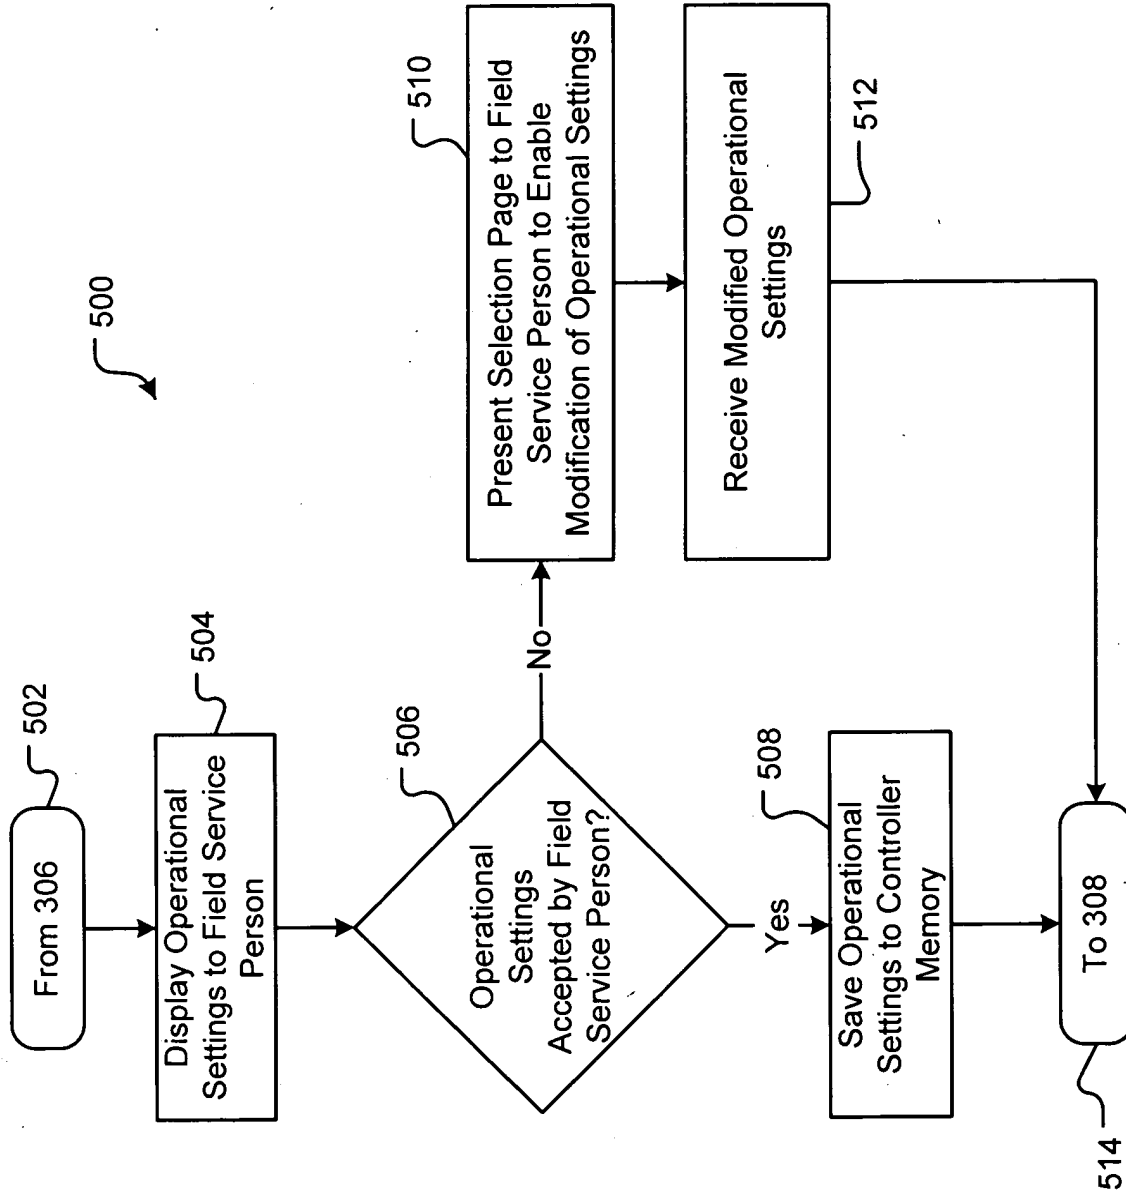 500
From 306
502
Display Operational
Settings to Field Service
Person
504
Operational
Settings
Accepted by Field
Service Person?
506
No
Yes
Save Operational
Settings to Controller
Memory
508
Present Selection Page to Field
Service Person to Enable
Modification of Operational Settings
510
Receive Modified Operational
Settings
512
To 308
514